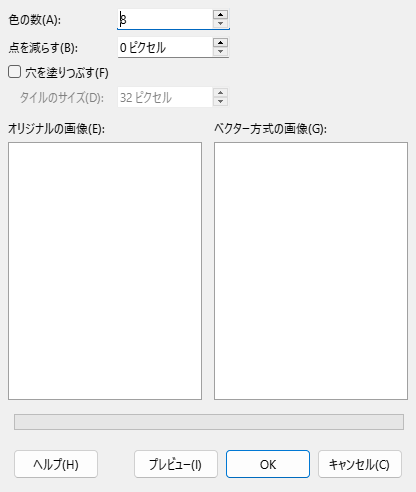 色の数(A): 8
点を減らす(B): 0 ピクセル
穴を塗りつぶす(F)
タイルのサイズ(D): 32 ピクセル
オリジナルの画像(E): ベクター方式の画像(G):
ヘルプ(H) プレビュー(I) OK キャンセル(C)